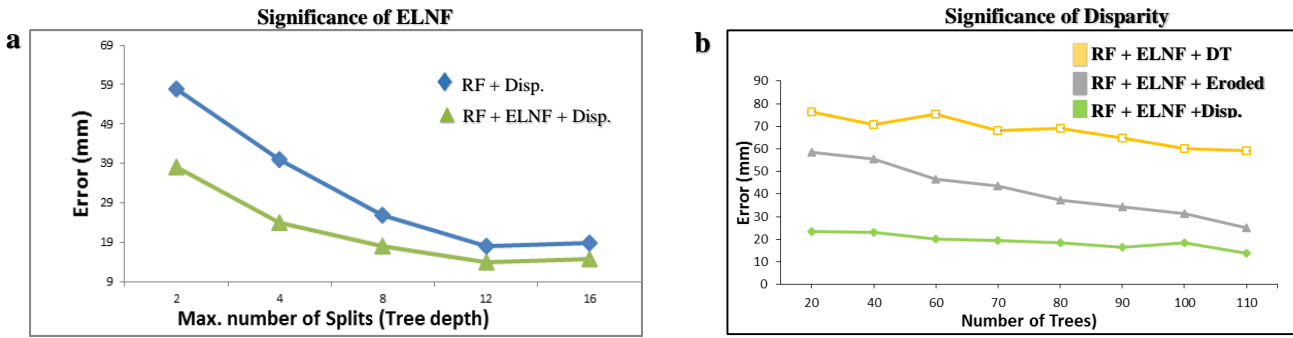 Significance of ELNF
a
69
59
49
39
29
19
9
Error (mm)
RF + Disp.
RF + ELNF + Disp.
2 4 8 12 16
Max. number of Splits (Tree depth)
Significance of Disparity
b
RF + ELNF + DT
RF + ELNF + Eroded
RF + ELNF +Disp.
90
80
70
60
50
40
30
20
10
0
Error (mm)
20 40 60 70 80 90 100 110
Number of Trees)